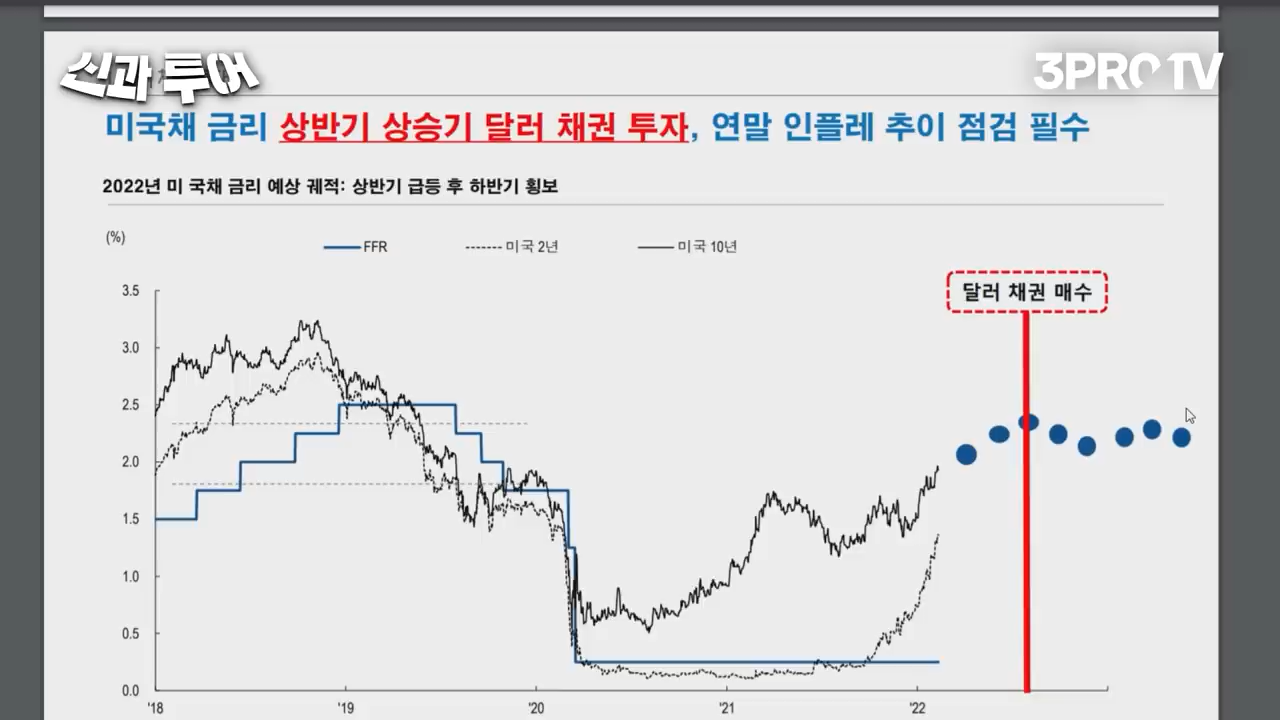 신과 투어
3PROTV
미국채 금리 상반기 상승기 달러 채권 투자, 연말 인플레 추이 점검 필수
2022년 미 국채 금리 예상 궤적: 상반기 급등 후 하반기 횡보
(%)
FFR 미국 2년 미국 10년
달러 채권 매수
3.5
3.0
2.5
2.0
1.5
1.0
0.5
0.0
'18 '19 '20 '21 '22